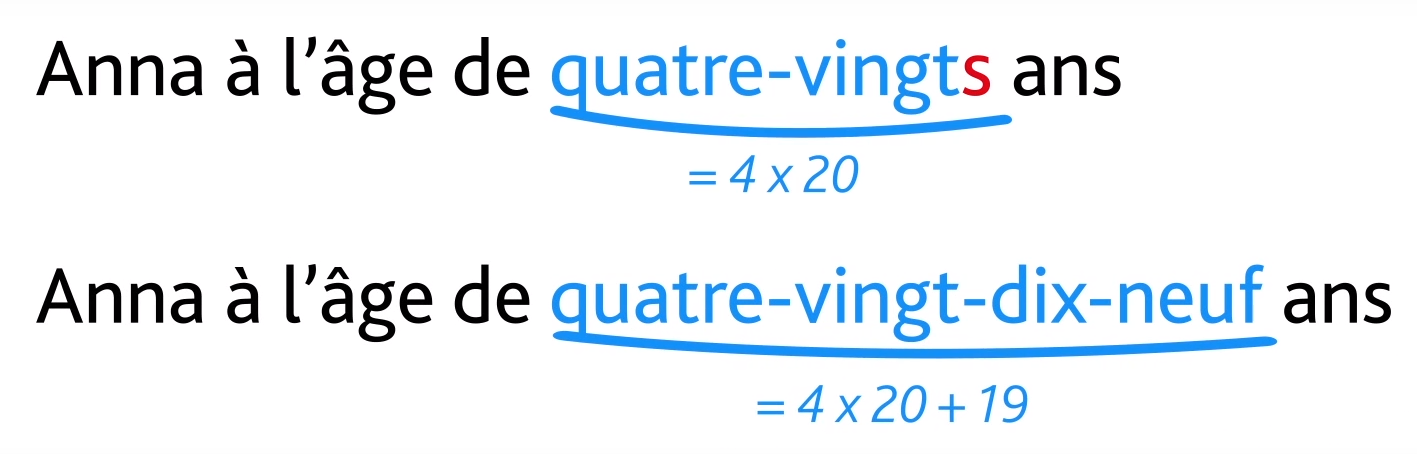 Anna à l’âge de quatre-vingts ans
= 4 x 20
Anna à l’âge de quatre-vingt-dix-neuf ans
= 4 x 20 + 19